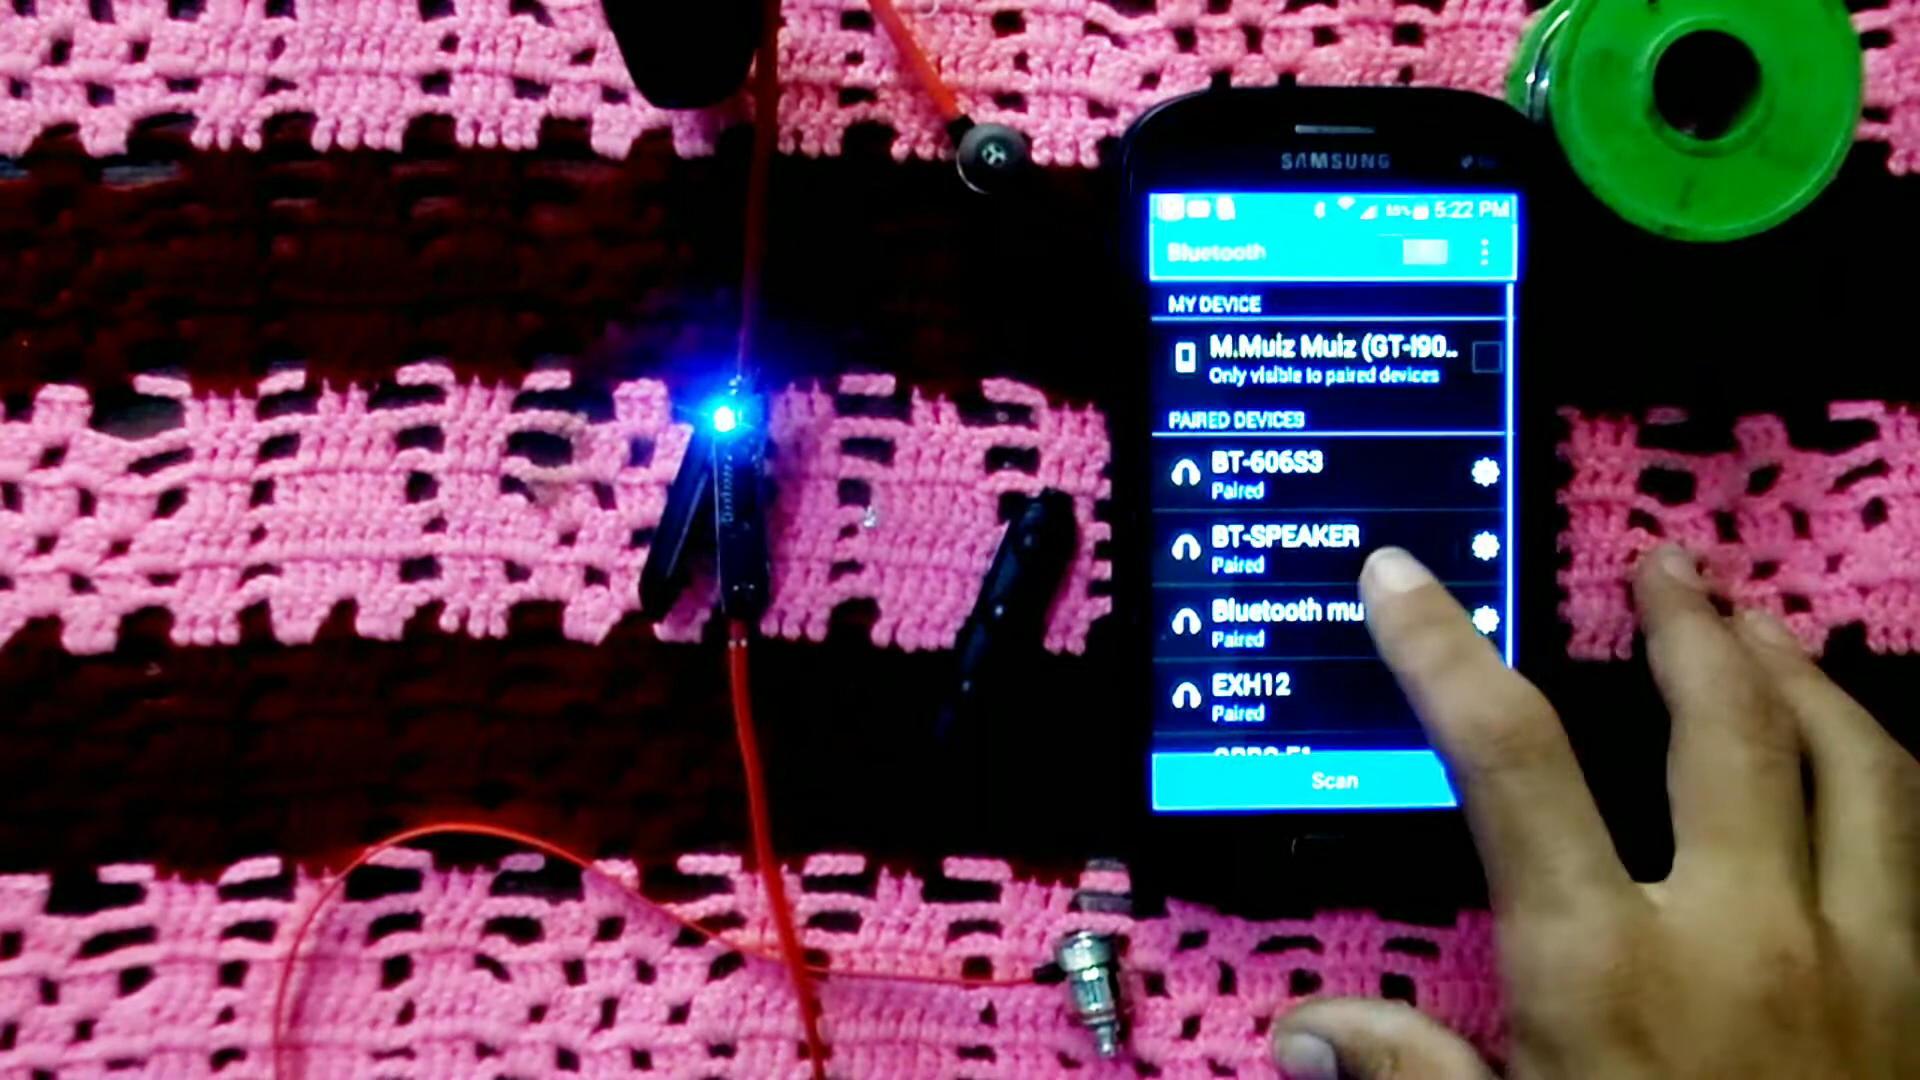 SAMSUNG
5:22 PM
Bluetooth
MY DEVICE
M.Muiz Muiz (GT-I90..
Only visible to paired devices
PAIRED DEVICES
BT-606S3
Paired
BT-SPEAKER
Paired
Bluetooth mu
Paired
EXH12
Paired
Scan